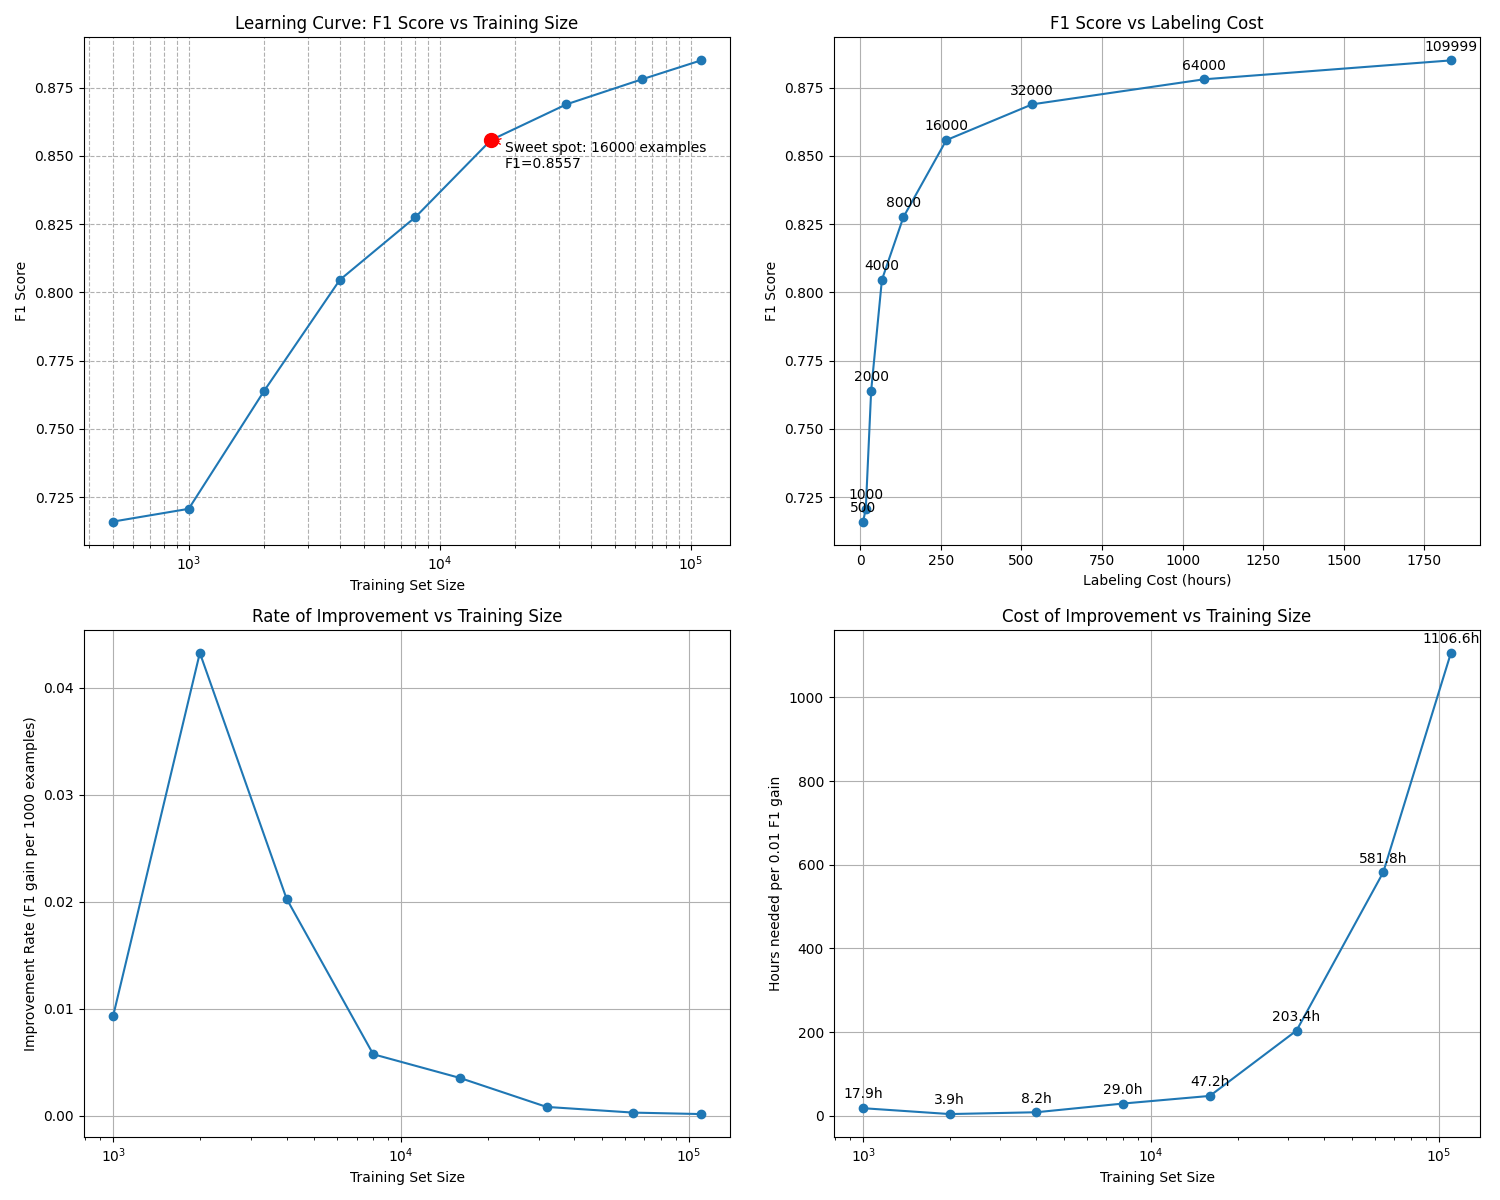 Learning Curve: F1 Score vs Training Size
F1 Score
0.875
0.850
0.825
0.800
0.775
0.750
0.725
Sweet spot: 16000 examples
F1=0.8557
10³
10⁴
10⁵
Training Set Size
F1 Score vs Labeling Cost
F1 Score
0.875
0.850
0.825
0.800
0.775
0.750
0.725
500
1000
2000
4000
8000
16000
32000
64000
109999
0
250
500
750
1000
1250
1500
1750
Labeling Cost (hours)
Rate of Improvement vs Training Size
Improvement Rate (F1 gain per 1000 examples)
0.04
0.03
0.02
0.01
0.00
10³
10⁴
10⁵
Training Set Size
Cost of Improvement vs Training Size
Hours needed per 0.01 F1 gain
1000
800
600
400
200
0
17.9h
3.9h
8.2h
29.0h
47.2h
203.4h
581.8h
1106.6h
10³
10⁴
10⁵
Training Set Size